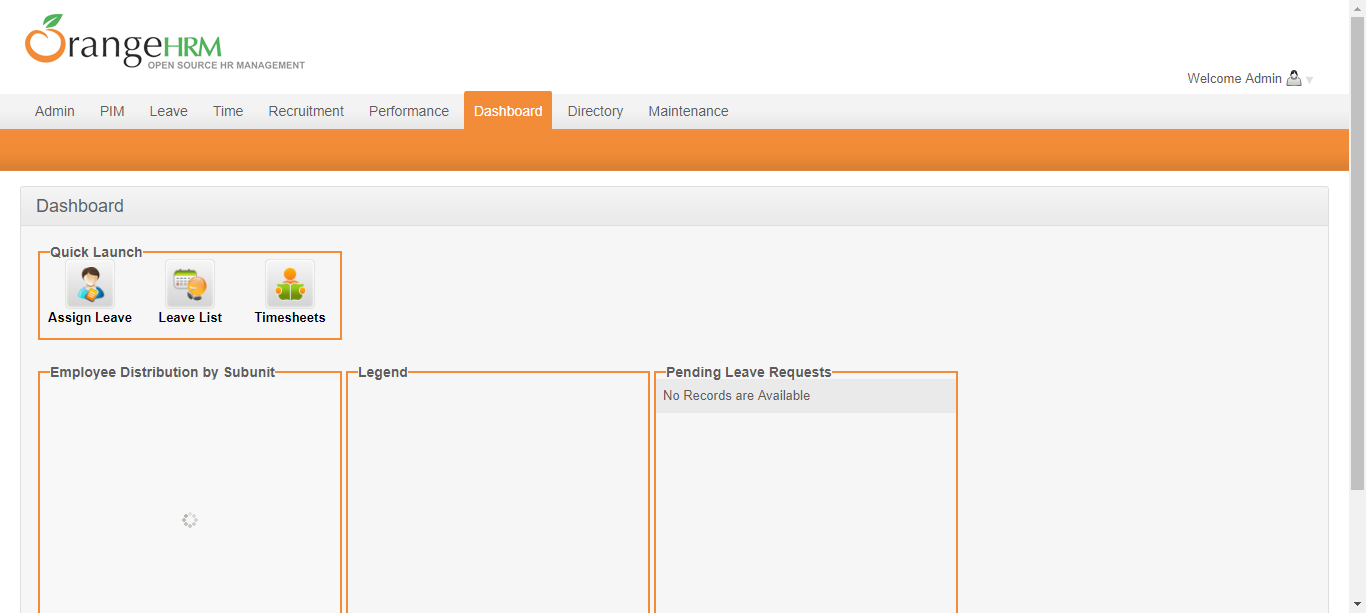 OrangeHRM
OPEN SOURCE HR MANAGEMENT
Welcome Admin
Admin PIM Leave Time Recruitment Performance Dashboard Directory Maintenance
Dashboard
Quick Launch
Assign Leave Leave List Timesheets
Employee Distribution by Subunit Legend Pending Leave Requests
No Records are Available